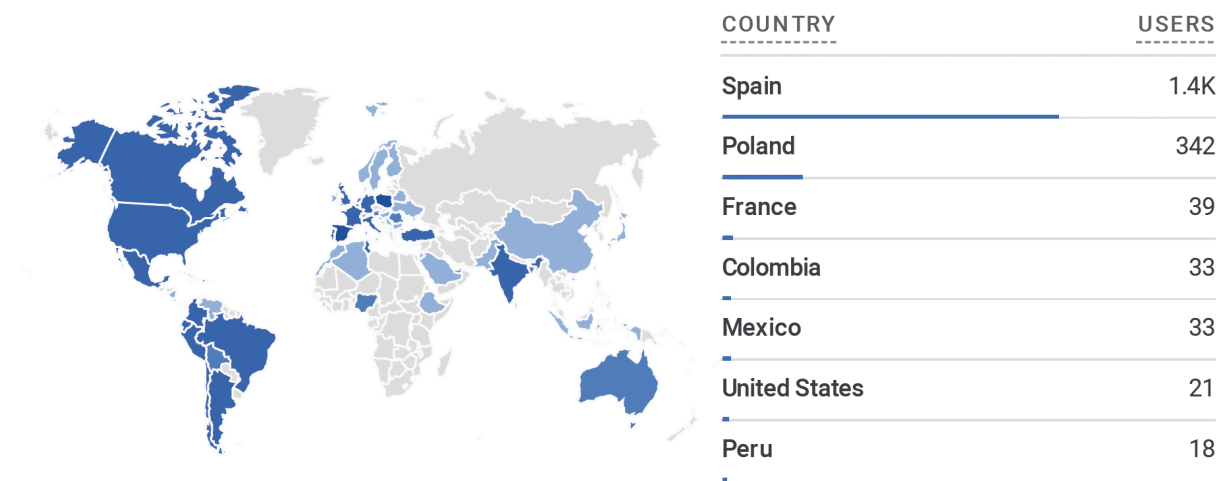 COUNTRY USERS
Spain 1.4K
Poland 342
France 39
Colombia 33
Mexico 33
United States 21
Peru 18